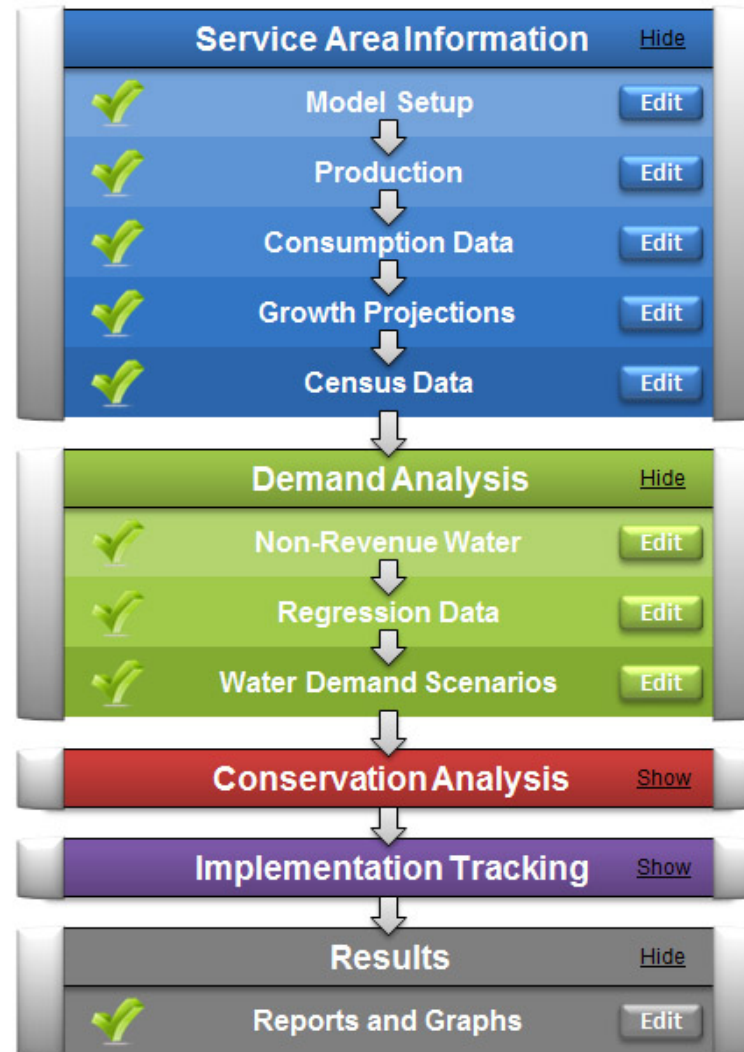 Service Area Information Hide
Model Setup Edit
Production Edit
Consumption Data Edit
Growth Projections Edit
Census Data Edit
Demand Analysis Hide
Non-Revenue Water Edit
Regression Data Edit
Water Demand Scenarios Edit
Conservation Analysis Show
Implementation Tracking Show
Results Hide
Reports and Graphs Edit